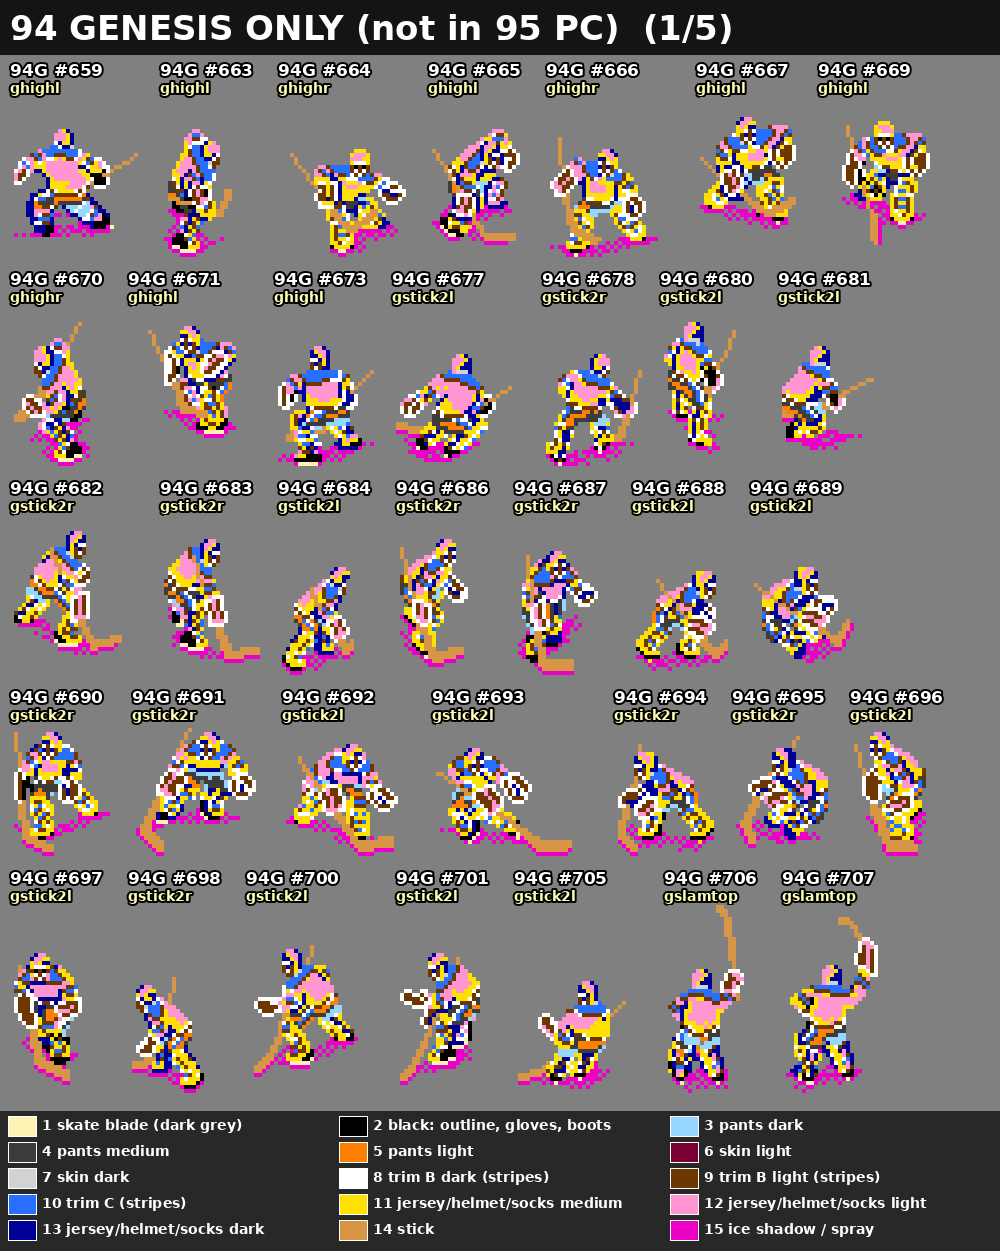 94 GENESIS ONLY (not in 95 PC)  (1/5)
94G #659 94G #663 94G #664 94G #665 94G #666 94G #667 94G #669
ghighl ghighl ghighr ghighl ghighr ghighl ghighl
94G #670 94G #671 94G #673 94G #677 94G #678 94G #680 94G #681
ghighr ghighl ghighl gstick2l gstick2r gstick2l gstick2l
94G #682 94G #683 94G #684 94G #686 94G #687 94G #688 94G #689
gstick2r gstick2r gstick2l gstick2r gstick2r gstick2l gstick2l
94G #690 94G #691 94G #692 94G #693 94G #694 94G #695 94G #696
gstick2r gstick2r gstick2l gstick2l gstick2r gstick2r gstick2l
94G #697 94G #698 94G #700 94G #701 94G #705 94G #706 94G #707
gstick2l gstick2r gstick2l gstick2l gstick2l gslamtop gslamtop
1 skate blade (dark grey) 2 black: outline, gloves, boots 3 pants dark
4 pants medium 5 pants light 6 skin light
7 skin dark 8 trim B dark (stripes) 9 trim B light (stripes)
10 trim C (stripes) 11 jersey/helmet/socks medium 12 jersey/helmet/socks light
13 jersey/helmet/socks dark 14 stick 15 ice shadow / spray